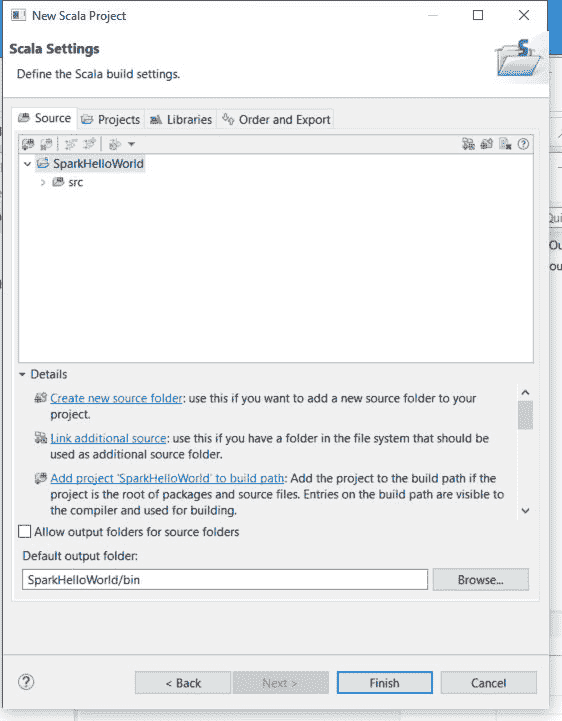 New Scala Project
Scala Settings
Define the Scala build settings.
Source
Projects
Libraries
Order and Export
SparkHelloWorld
src
Details
Create new source folder: use this if you want to add a new source folder to your
project.
Link additional source: use this if you have a folder in the file system that should be
used as additional source folder.
Add project 'SparkHelloWorld' to build path: Add the project to the build path if the
project is the root of packages and source files. Entries on the build path are visible to
the compiler and used for building.
Allow output folders for source folders
Default output folder:
SparkHelloWorld/bin
Browse...
< Back
Next >
Finish
Cancel